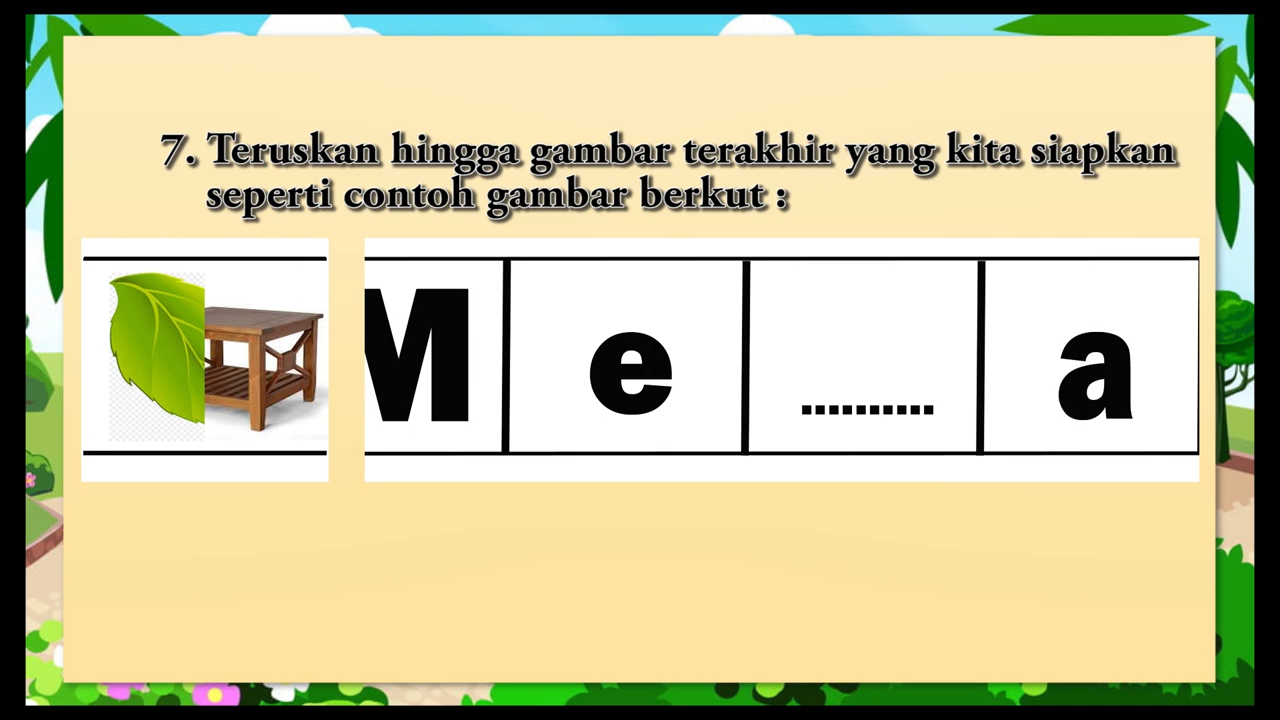 7. Teruskan hingga gambar terakhir yang kita siapkan
seperti contoh gambar berkut :
M e .......... a